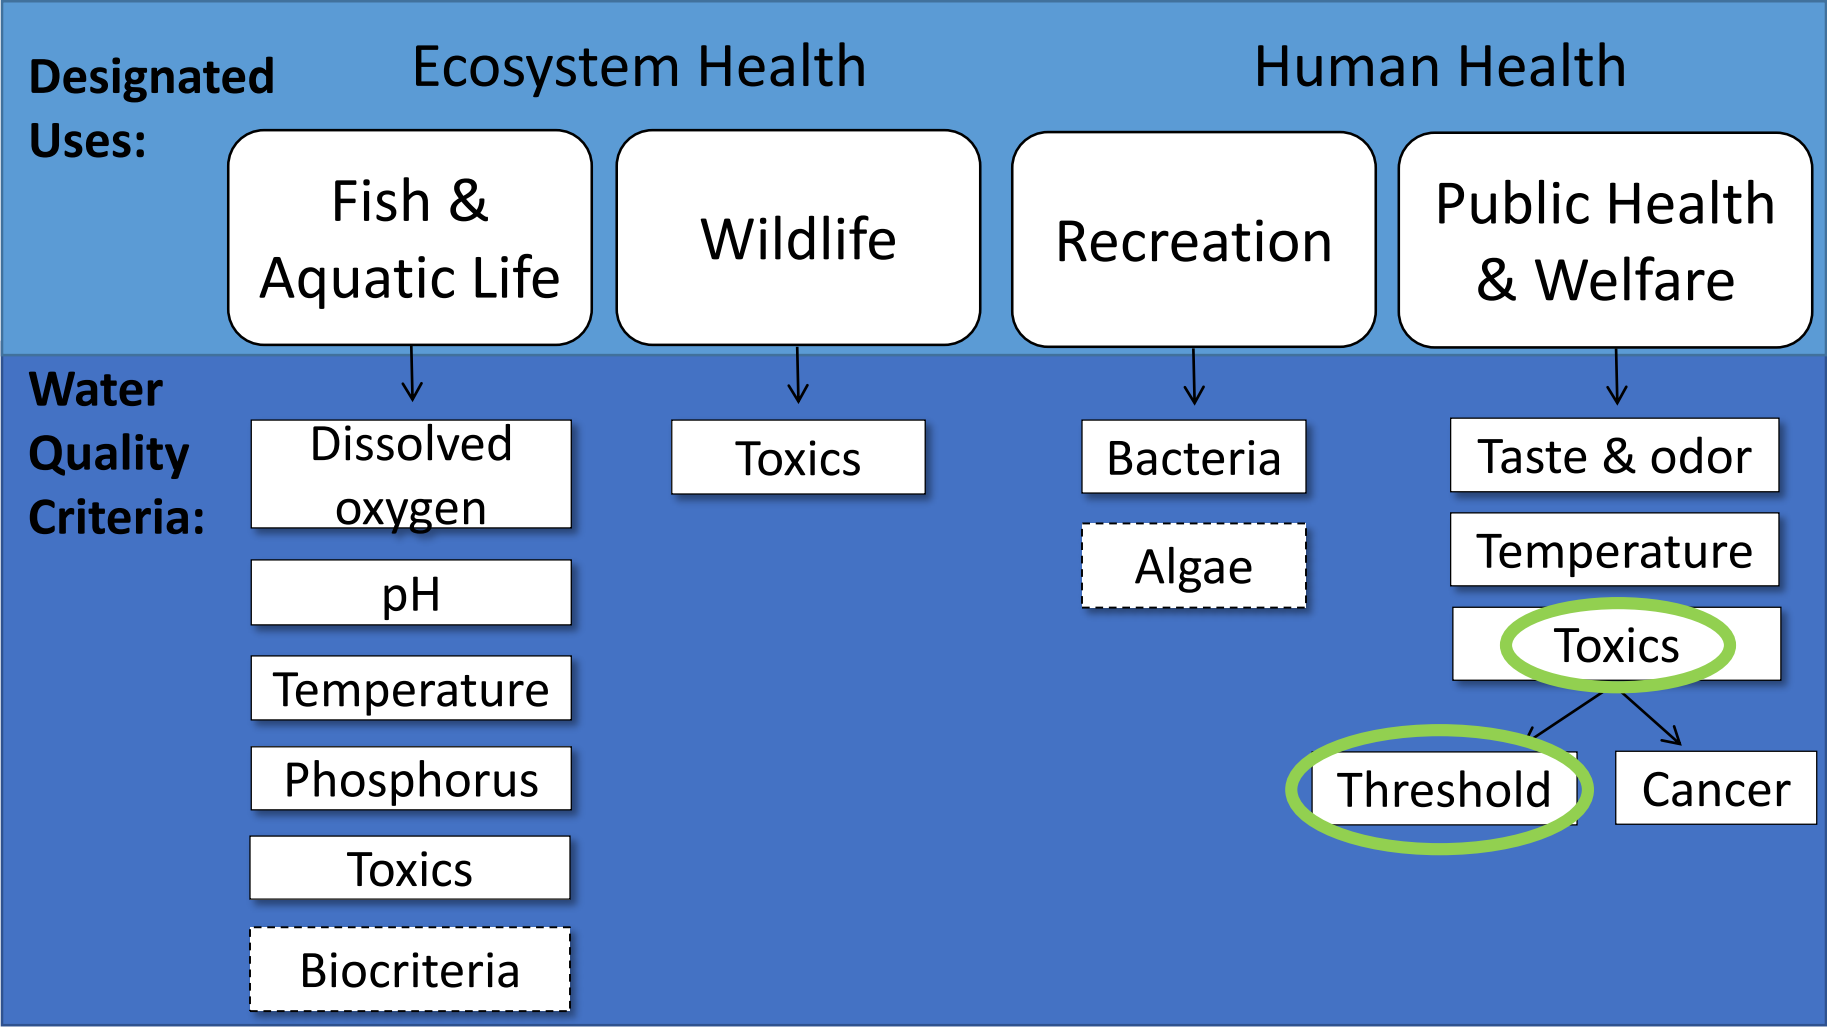 Designated
Uses:
Ecosystem Health
Human Health
Fish &
Aquatic Life
Wildlife
Recreation
Public Health
& Welfare
Water
Quality
Criteria:
Dissolved
oxygen
pH
Temperature
Phosphorus
Toxics
Biocriteria
Toxics
Bacteria
Algae
Taste & odor
Temperature
Toxics
Threshold
Cancer